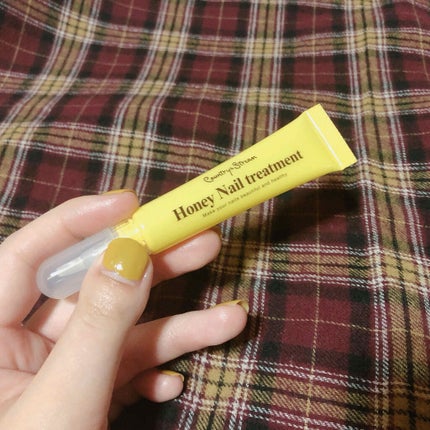 Country&Stream
Honey Nail treatment
Make your nails beautiful and healthy